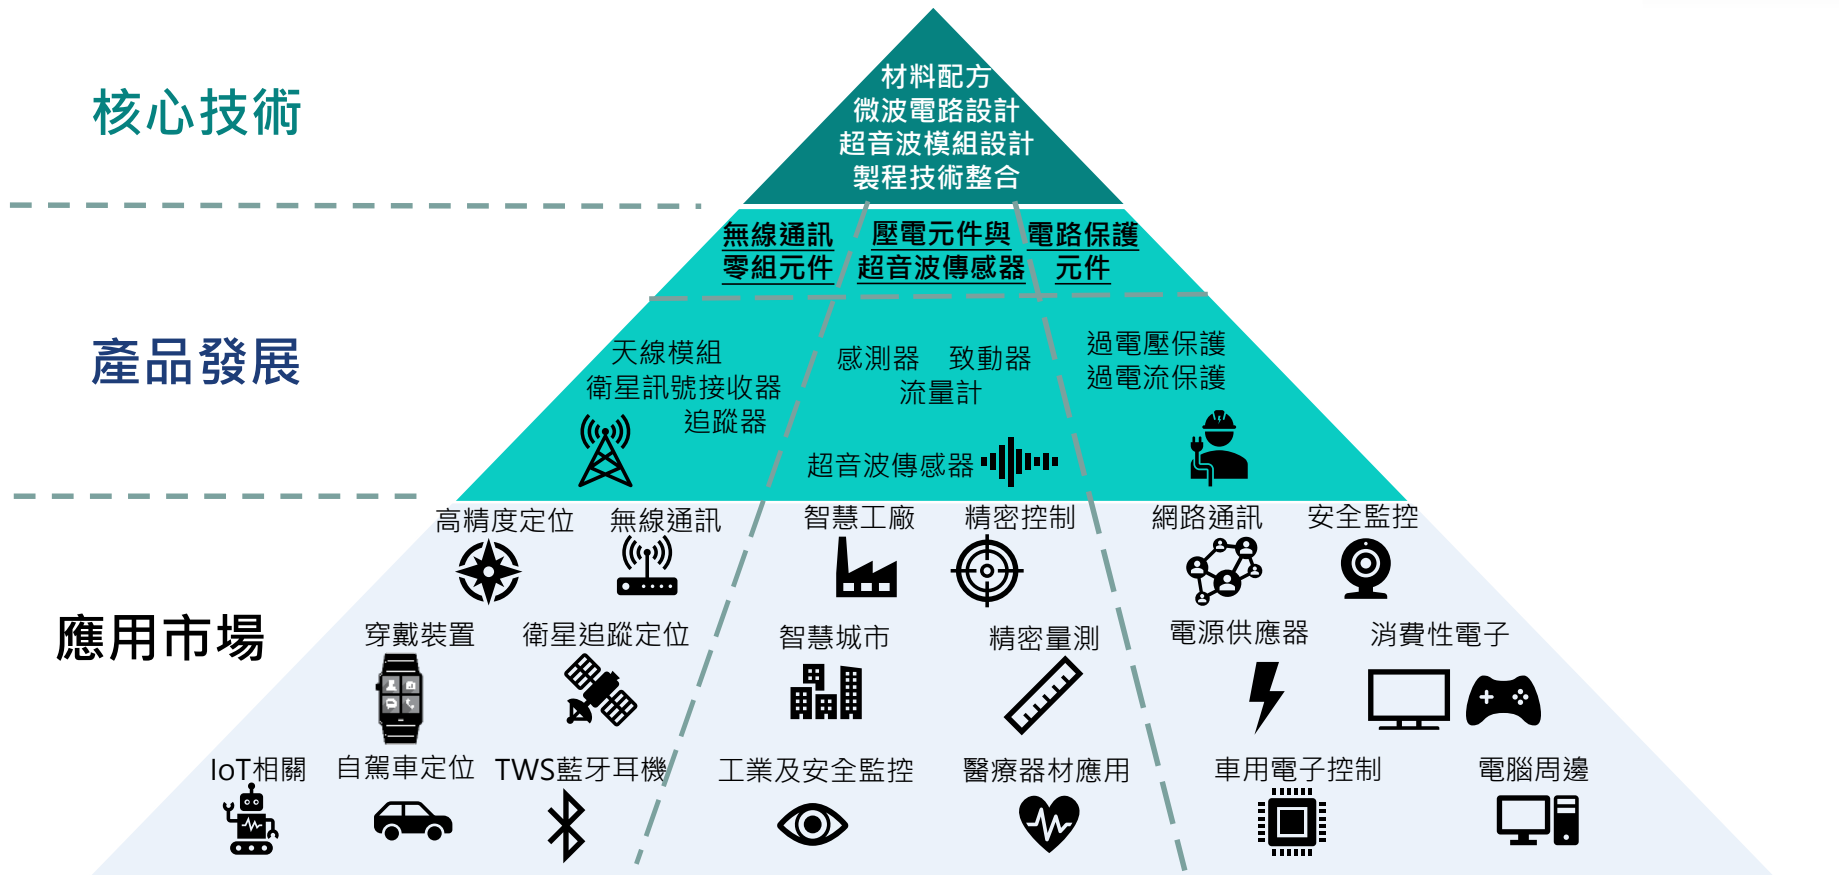 核心技術
材料配方
微波電路設計
超音波模組設計
製程技術整合
產品發展
無線通訊
零組元件
壓電元件與
超音波傳感器
電路保護
元件
天線模組
衛星訊號接收器
追蹤器
感測器 致動器
流量計
超音波傳感器
過電壓保護
過電流保護
應用市場
高精度定位 無線通訊
穿戴裝置 衛星追蹤定位
IoT相關 自駕車定位 TWS藍牙耳機
智慧工廠 精密控制
智慧城市 精密量測
工業及安全監控 醫療器材應用
網路通訊 安全監控
電源供應器 消費性電子
車用電子控制 電腦周邊